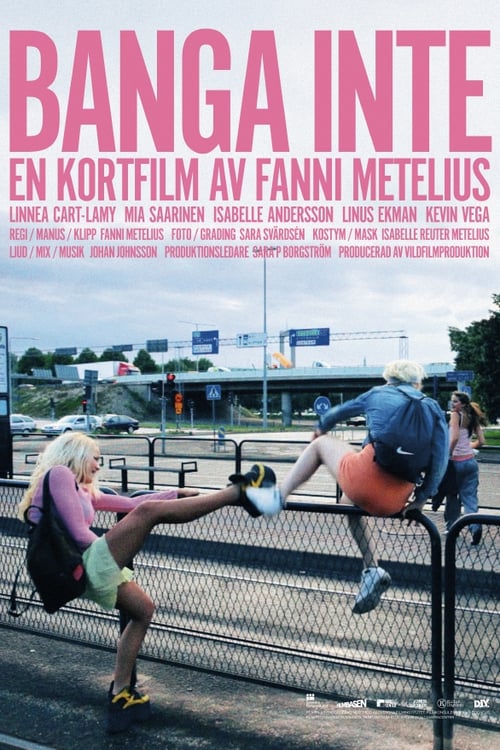 BANGA INTE
EN KORTFILM AV FANNI METELIUS
LINNEA CART-LAMY MIA SAARINEN ISABELLE ANDERSSON LINUS EKMAN KEVIN VEGA
REGI / MANUS / KLIPP FANNI METELIUS FOTO / GRADING SARA SVÄRDSÉN KOSTYM / MASK ISABELLE REUTER METELIUS
LJUD / MIX / MUSIK JOHAN JOHNSSON PRODUKTIONSLEDARE SARA P BORGSTRÖM PRODUCERAD AV VILDFILMPRODUKTION
FILMBASEN
DIY